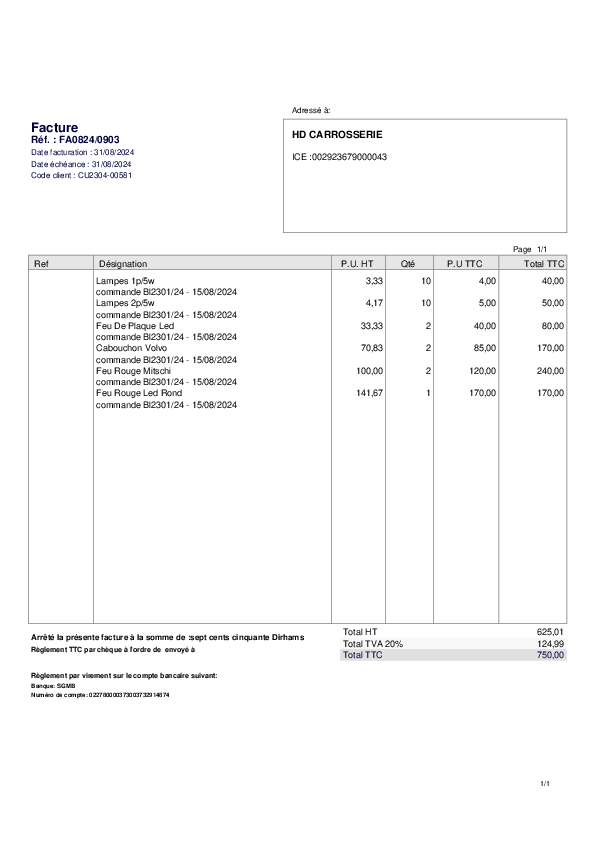 Adressé à:
Facture
Réf. : FA0824/0903
Date facturation : 31/08/2024
Date échéance : 31/08/2024
Code client : CU2304-00581
HD CARROSSERIE
ICE :002923679000043
Page 1/1
Ref Désignation P.U. HT Qté P.U TTC Total TTC
Lampes 1p/5w 3,33 10 4,00 40,00
commande Bl2301/24 - 15/08/2024
Lampes 2p/5w 4,17 10 5,00 50,00
commande Bl2301/24 - 15/08/2024
Feu De Plaque Led 33,33 2 40,00 80,00
commande Bl2301/24 - 15/08/2024
Cabouchon Volvo 70,83 2 85,00 170,00
commande Bl2301/24 - 15/08/2024
Feu Rouge Mitschi 100,00 2 120,00 240,00
commande Bl2301/24 - 15/08/2024
Feu Rouge Led Rond 141,67 1 170,00 170,00
commande Bl2301/24 - 15/08/2024
Total HT 625,01
Total TVA 20% 124,99
Total TTC 750,00
Arrêté la présente facture à la somme de :sept cents cinquante Dirhams
Règlement TTC par chèque à l'ordre de envoyé à
Règlement par virement sur le compte bancaire suivant:
Banque: SGMB
Numéro de compte:
1/1